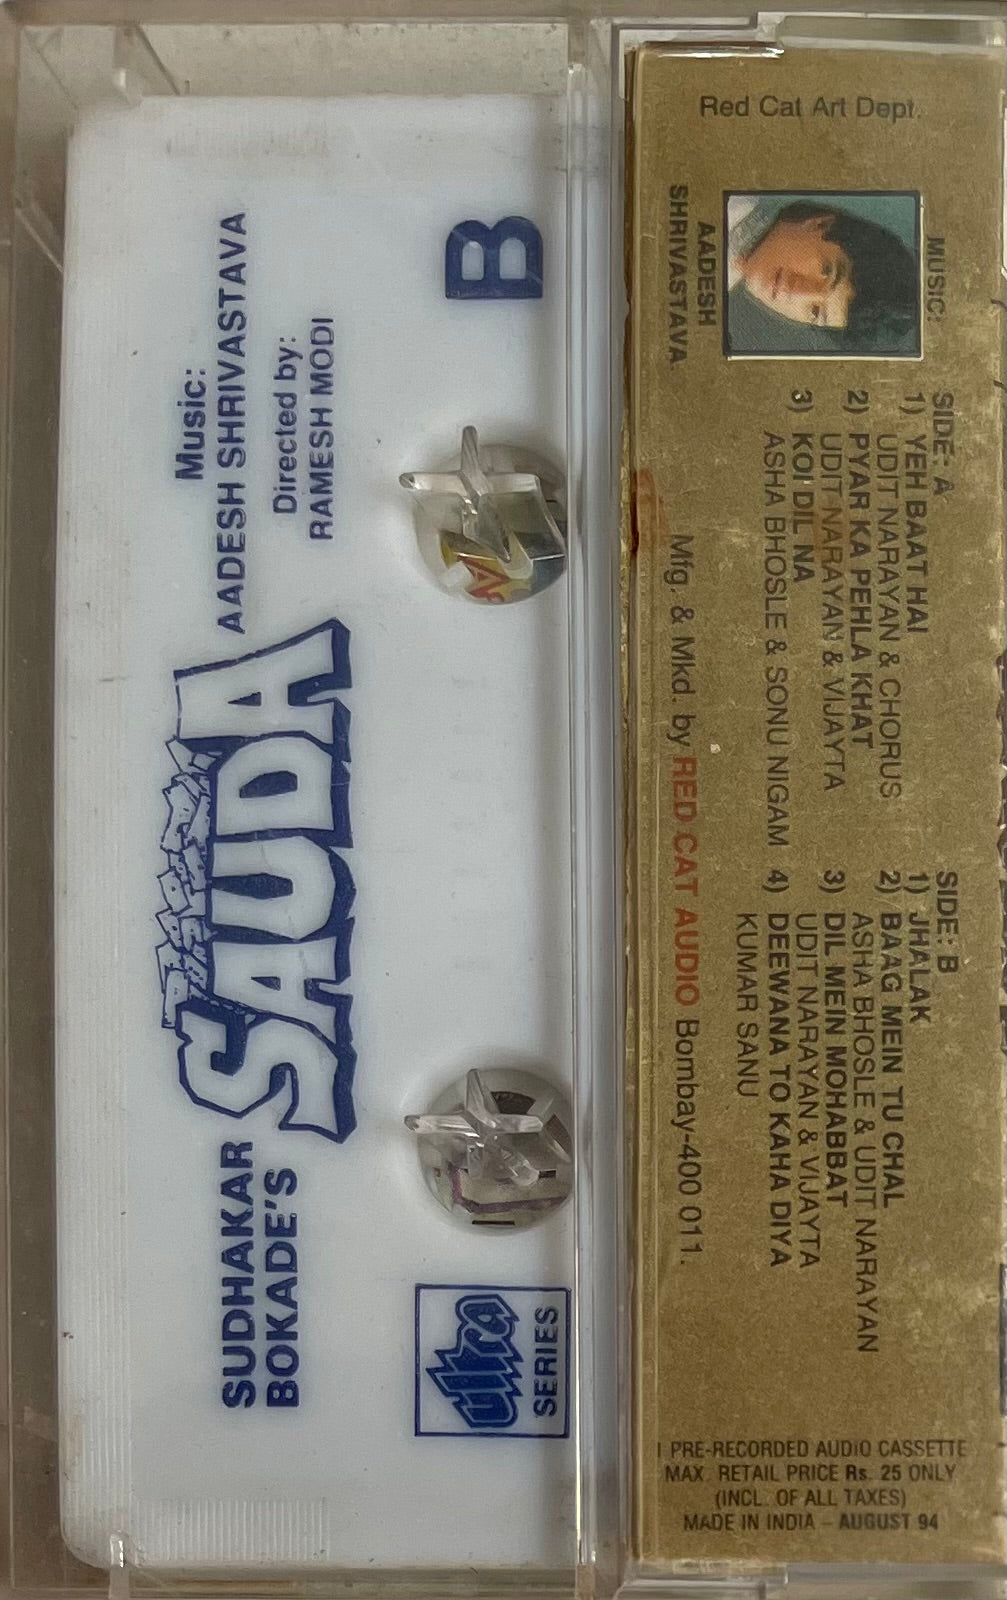 SUDHAKAR
BOKADE'S
SAUDA
Music:
AADESH SHRIVASTAVA
Directed by:
RAMESH MODI
B
ultra
SERIES
Red Cat Art Dept.
MUSIC:
AADESH
SHRIVASTAVA
SIDE: A
1) YEH BAAT HAI
UDIT NARAYAN & CHORUS
2) PYAR KA PEHLA KHAT
UDIT NARAYAN & VIJAYTA
3) KOI DIL NA
ASHA BHOSLE & SONU NIGAM
SIDE: B
1) JHALAK
2) BAAG MEIN TU CHAL
ASHA BHOSLE & UDIT NARAYAN
3) DIL MEIN MOHABBAT
UDIT NARAYAN & VIJAYTA
4) DEEWANA TO KAHA DIYA
KUMAR SANU
Mfg. & Mkd. by RED CAT AUDIO Bombay-400 011.
1 PRE-RECORDED AUDIO CASSETTE
MAX. RETAIL PRICE Rs. 25 ONLY
(INCL. OF ALL TAXES)
MADE IN INDIA – AUGUST 94